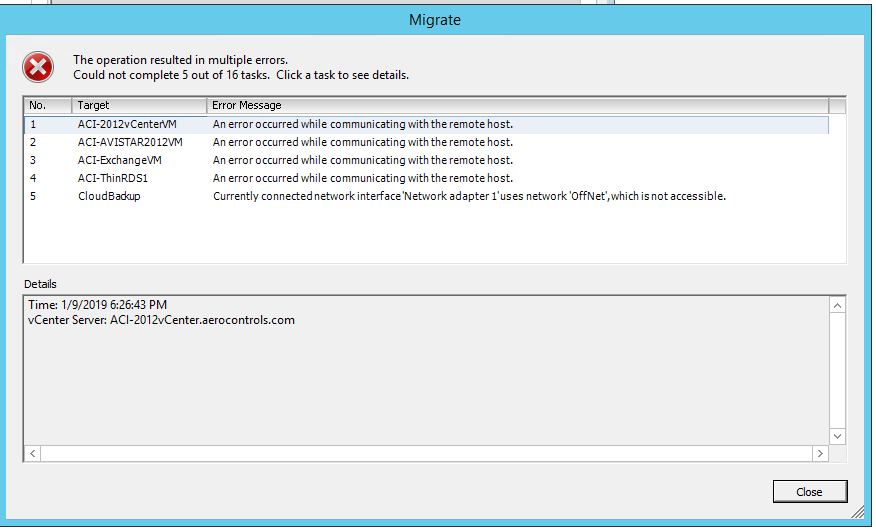 Migrate
The operation resulted in multiple errors.
Could not complete 5 out of 16 tasks.  Click a task to see details.
No. Target Error Message
1 ACI-2012vCenterVM An error occurred while communicating with the remote host.
2 ACI-AVISTAR2012VM An error occurred while communicating with the remote host.
3 ACI-ExchangeVM An error occurred while communicating with the remote host.
4 ACI-ThinRDS1 An error occurred while communicating with the remote host.
5 CloudBackup Currently connected network interface 'Network adapter 1' uses network 'OffNet', which is not accessible.
Details
Time: 1/9/2019 6:26:43 PM
vCenter Server: ACI-2012vCenter.aerocontrols.com
Close